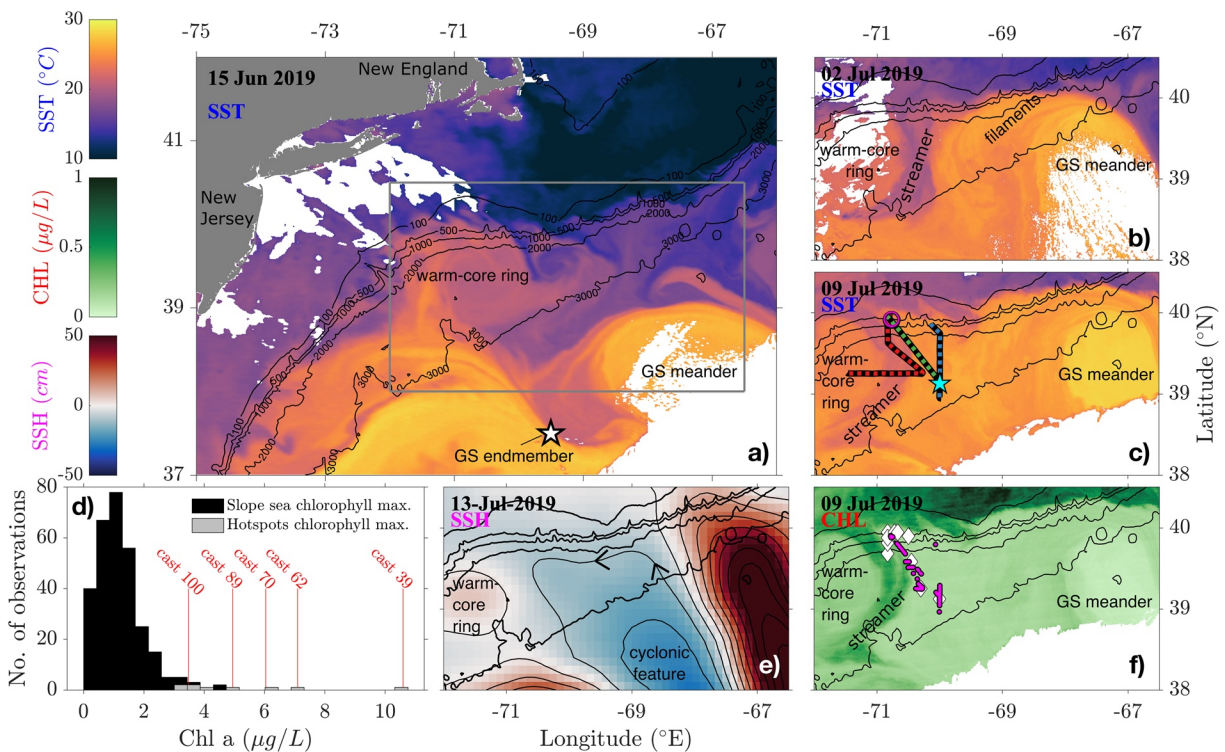 -75 -73 -71 -69 -67
30
20
10
SST (°C)
1
0.5
0
CHL (μg/L)
50
0
-50
SSH (cm)
15 Jun 2019
SST
New England
New
Jersey
warm-core ring
GS meander
GS endmember
a)
41
39
37
100
500
1000
2000
3000
-71 -69 -67
02 Jul 2019
SST
warm-core
ring
streamer
filaments
GS meander
b)
40
39
38
09 Jul 2019
SST
warm-
core
ring
streamer
GS meander
c)
40
39
38
Latitude (°N)
d)
80
60
40
20
0
No. of observations
Slope sea chlorophyll max.
Hotspots chlorophyll max.
cast 100
cast 89
cast 70
cast 62
cast 39
0 2 4 6 8 10
Chl a (μg/L)
13-Jul-2019
SSH
warm-
core
ring
cyclonic
feature
e)
-71 -69 -67
Longitude (°E)
09 Jul 2019
CHL
warm-
core
ring
streamer
GS meander
f)
40
39
38
-71 -69 -67